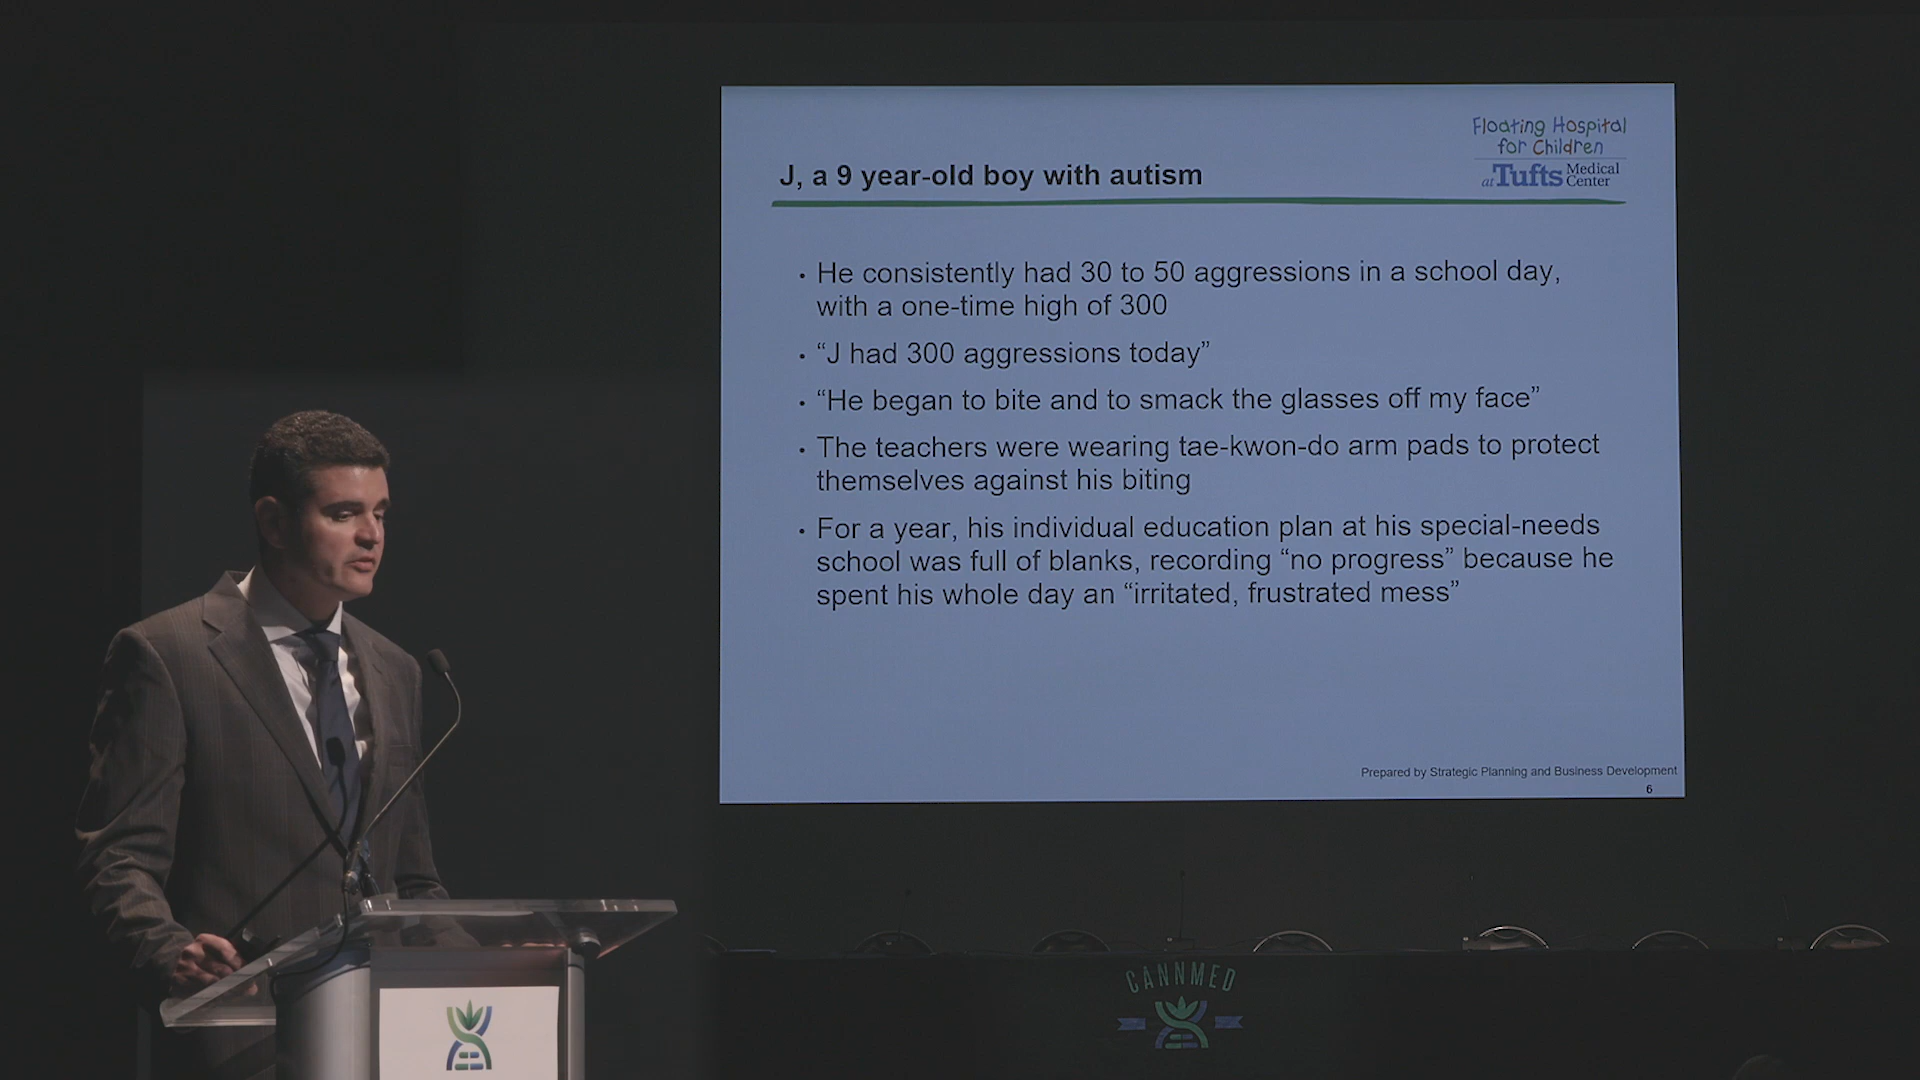 Floating Hospital
for Children
at Tufts Medical Center
J, a 9 year-old boy with autism
• He consistently had 30 to 50 aggressions in a school day,
with a one-time high of 300
• “J had 300 aggressions today”
• “He began to bite and to smack the glasses off my face”
• The teachers were wearing tae-kwon-do arm pads to protect
themselves against his biting
• For a year, his individual education plan at his special-needs
school was full of blanks, recording “no progress” because he
spent his whole day an “irritated, frustrated mess”
Prepared by Strategic Planning and Business Development
6
CANNMED